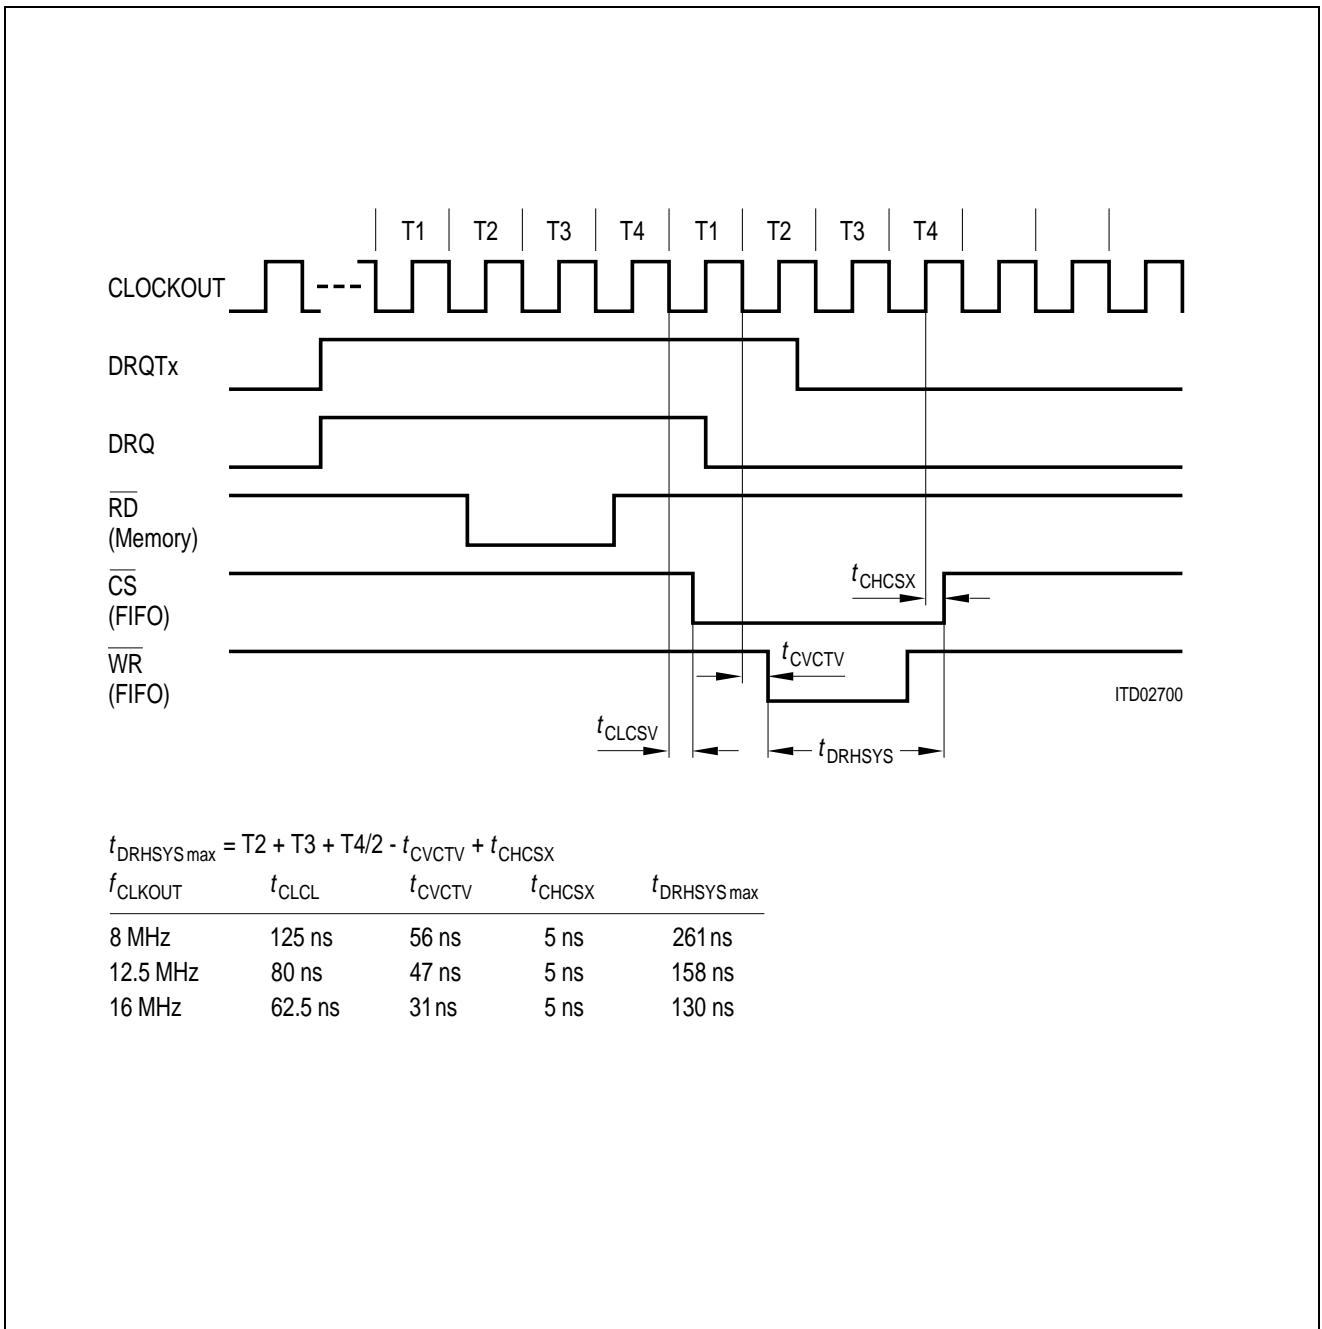 T1 T2 T3 T4 T1 T2 T3 T4
CLOCKOUT
DRQTx
DRQ
RD
(Memory)
CS
(FIFO)
tCHCSX
WR
(FIFO)
tCVCTV
ITD02700
tCLCSV
tDRHSYS
tDRHSYS max = T2 + T3 + T4/2 - tCVCTV + tCHCSX
fCLKOUT tCLCL tCVCTV tCHCSX tDRHSYS max
8 MHz 125 ns 56 ns 5 ns 261 ns
12.5 MHz 80 ns 47 ns 5 ns 158 ns
16 MHz 62.5 ns 31 ns 5 ns 130 ns